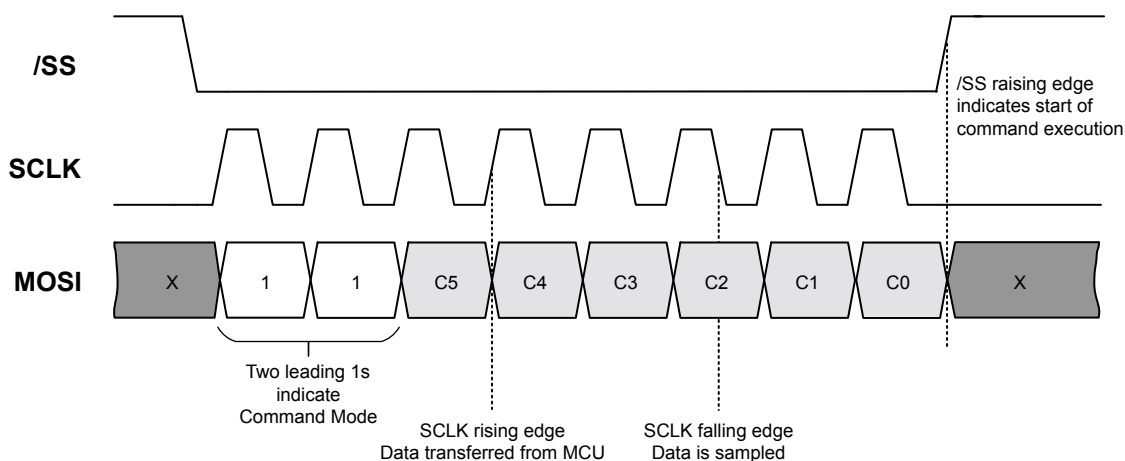 /SS
/SS raising edge
indicates start of
command execution
SCLK
MOSI
X 1 1 C5 C4 C3 C2 C1 C0 X
Two leading 1s
indicate
Command Mode
SCLK rising edge
Data transferred from MCU
SCLK falling edge
Data is sampled